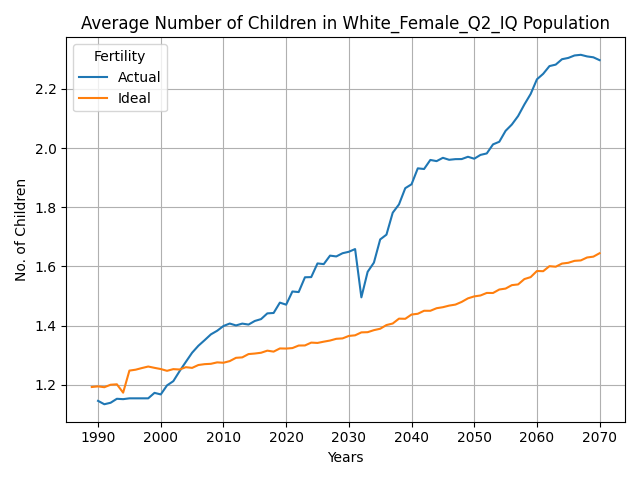 Average Number of Children in White_Female_Q2_IQ Population
Fertility
Actual
Ideal
No. of Children
2.2
2.0
1.8
1.6
1.4
1.2
1990 2000 2010 2020 2030 2040 2050 2060 2070
Years